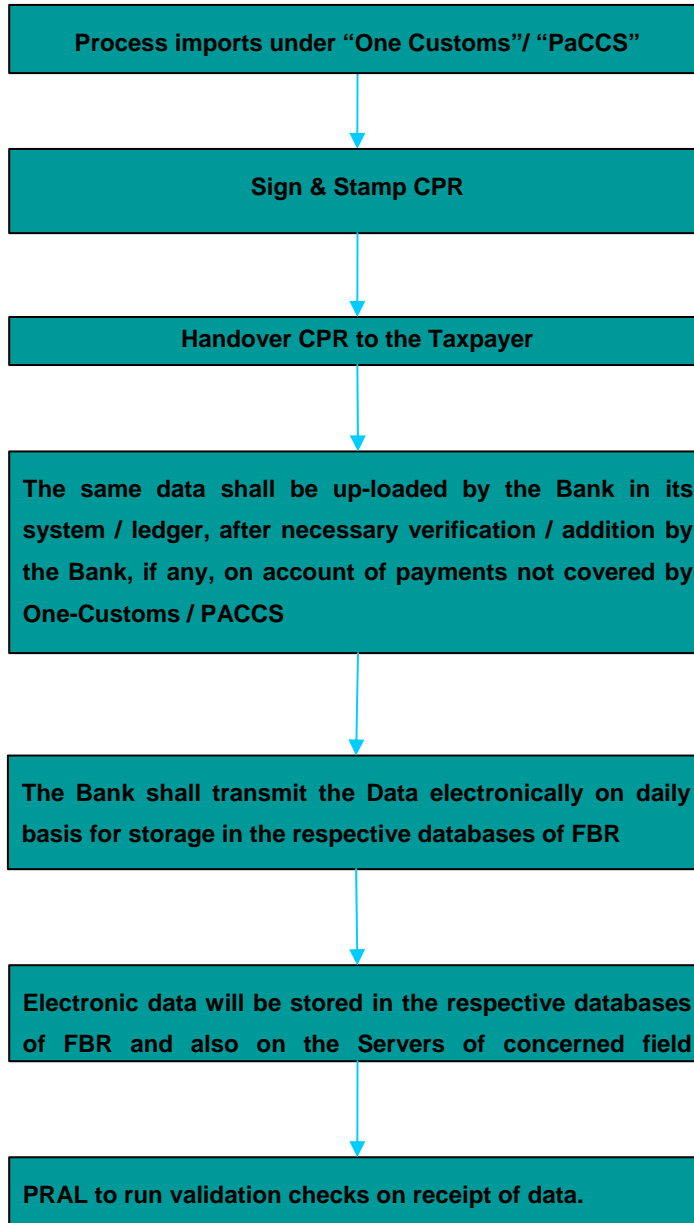 Process imports under “One Customs”/ “PaCCS”
Sign & Stamp CPR
Handover CPR to the Taxpayer
The same data shall be up-loaded by the Bank in its
system / ledger, after necessary verification / addition by
the Bank, if any, on account of payments not covered by
One-Customs / PACCS
The Bank shall transmit the Data electronically on daily
basis for storage in the respective databases of FBR
Electronic data will be stored in the respective databases
of FBR and also on the Servers of concerned field
PRAL to run validation checks on receipt of data.